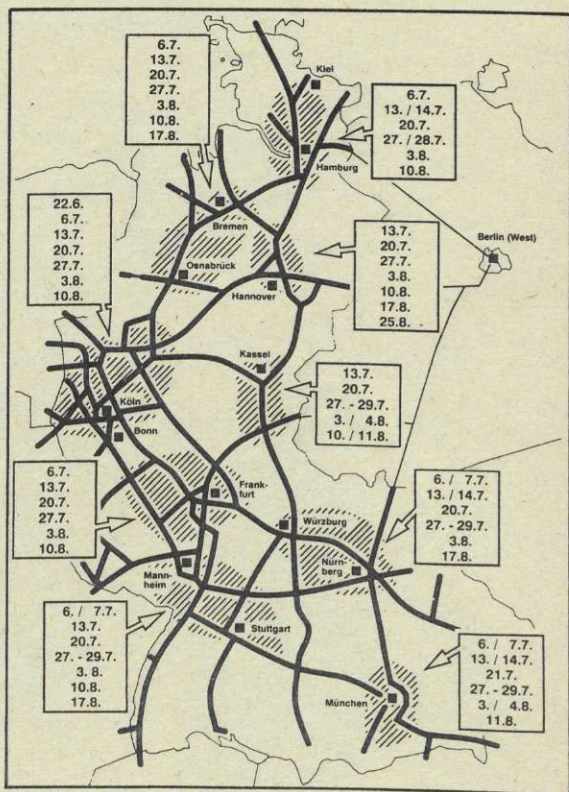 6.7.
13.7.
20.7.
27.7.
3.8.
10.8.
17.8.
Kiel
6.7.
13. / 14.7.
20.7.
27. / 28.7.
3.8.
10.8.
Hamburg
22.6.
6.7.
13.7.
20.7.
27.7.
3.8.
10.8.
Bremen
Osnabrück
Hannover
13.7.
20.7.
27.7.
3.8.
10.8.
17.8.
25.8.
Berlin (West)
Kassel
13.7.
20.7.
27. - 29.7.
3. / 4.8.
10. / 11.8.
Köln
Bonn
6.7.
13.7.
20.7.
27.7.
3.8.
10.8.
Frank-
furt
Würzburg
Nürn-
berg
6. / 7.7.
13. / 14.7.
20.7.
27. - 29.7.
3.8.
17.8.
Mann-
heim
Stuttgart
6. / 7.7.
13.7.
20.7.
27. - 29.7.
3. 8.
10.8.
17.8.
München
6. / 7.7.
13. / 14.7.
21.7.
27. - 29.7.
3. / 4.8.
11.8.